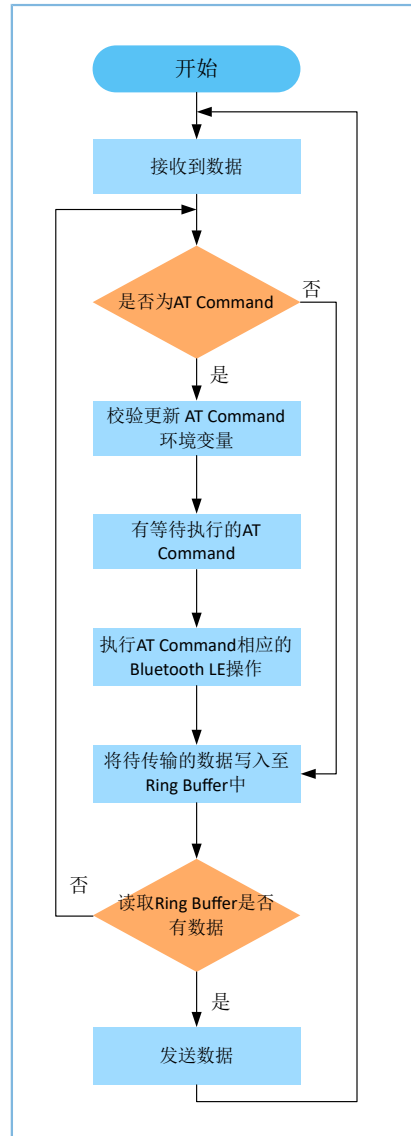 开始
接收到数据
是否为AT Command
否
是
校验更新 AT Command
环境变量
有等待执行的AT
Command
执行AT Command相应的
Bluetooth LE操作
将待传输的数据写入至
Ring Buffer中
否
读取Ring Buffer是否
有数据
是
发送数据